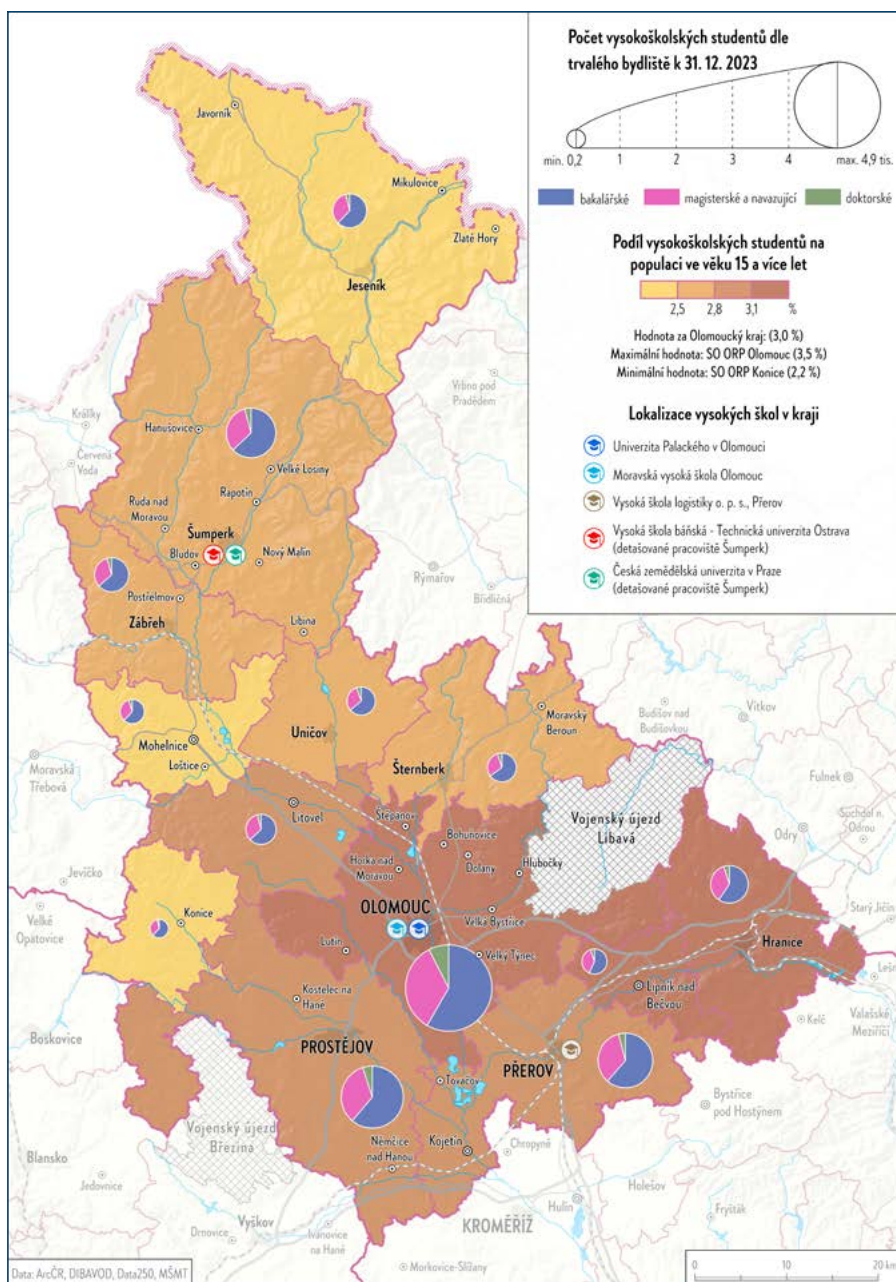 Počet vysokoškolských studentů dle
trvalého bydliště k 31. 12. 2023
min. 0,2
1
2
3
4
max. 4,9 tis.
bakalářské
magisterské a navazující
doktorské
Podíl vysokoškolských studentů na
populaci ve věku 15 a více let
2,5
2,8
3,1
%
Hodnota za Olomoucký kraj: (3,0 %)
Maximální hodnota: SO ORP Olomouc (3,5 %)
Minimální hodnota: SO ORP Konice (2,2 %)
Lokalizace vysokých škol v kraji
Univerzita Palackého v Olomouci
Moravská vysoká škola Olomouc
Vysoká škola logistiky o. p. s., Přerov
Vysoká škola báňská - Technická univerzita Ostrava
(detašované pracoviště Šumperk)
Česká zemědělská univerzita v Praze
(detašované pracoviště Šumperk)
Javorník
Mikulovice
Zlaté Hory
Jeseník
Vrbno pod
Pradědem
Králíky
Hanušovice
Červená
Voda
Velké Losiny
Rapotín
Ruda nad
Moravou
Šumperk
Bludov
Nový Malín
Rýmařov
Břidličná
Postřelmov
Zábřeh
Libina
Moravský
Beroun
Budišov nad
Budišovkou
Vítkov
Uničov
Mohelnice
Loštice
Moravská
Třebová
Šternberk
Fulnek
Vojenský újezd
Libavá
Suchdol n.
Odrou
Odry
Litovel
Štěpánov
Bohuňovice
Dolany
Hlubočky
Horka nad
Moravou
Jevíčko
Velké
Opatovice
Konice
OLOMOUC
Velká Bystřice
Starý Jičín
Hranice
Lutín
Velký Týnec
Lipník nad
Bečvou
Kostelec na
Hané
Kelč
Valašské
Meziříčí
Boskovice
PROSTĚJOV
PŘEROV
Tovačov
Bystřice
pod Hostýnem
Vojenský újezd
Březina
Blansko
Jedovnice
Němčice
nad Hanou
Kojetín
Chropyně
Holešov
Vyškov
Hulín
Fryšták
Drnovice
Ivanovice
na Hané
KROMĚŘÍŽ
Morkovice-Slížany
0
10
20 km
Data: ArcČR, DIBAVOD, Data250, MŠMT